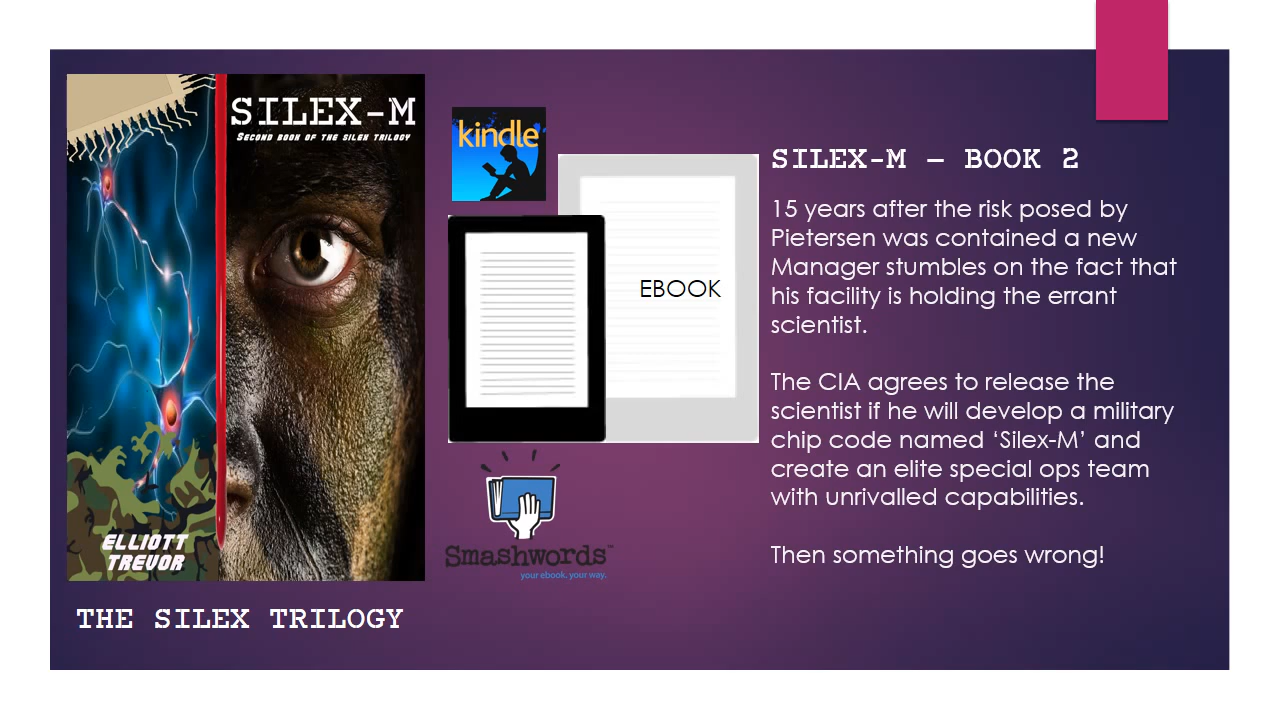 SILEX-M
SECOND BOOK OF THE SILEX TRILOGY
ELLIOTT
TREVOR
THE SILEX TRILOGY
kindle
EBOOK
Smashwords™
your ebook. your way.
SILEX-M – BOOK 2
15 years after the risk posed by
Pietersen was contained a new
Manager stumbles on the fact that
his facility is holding the errant
scientist.
The CIA agrees to release the
scientist if he will develop a military
chip code named ‘Silex-M’ and
create an elite special ops team
with unrivalled capabilities.
Then something goes wrong!